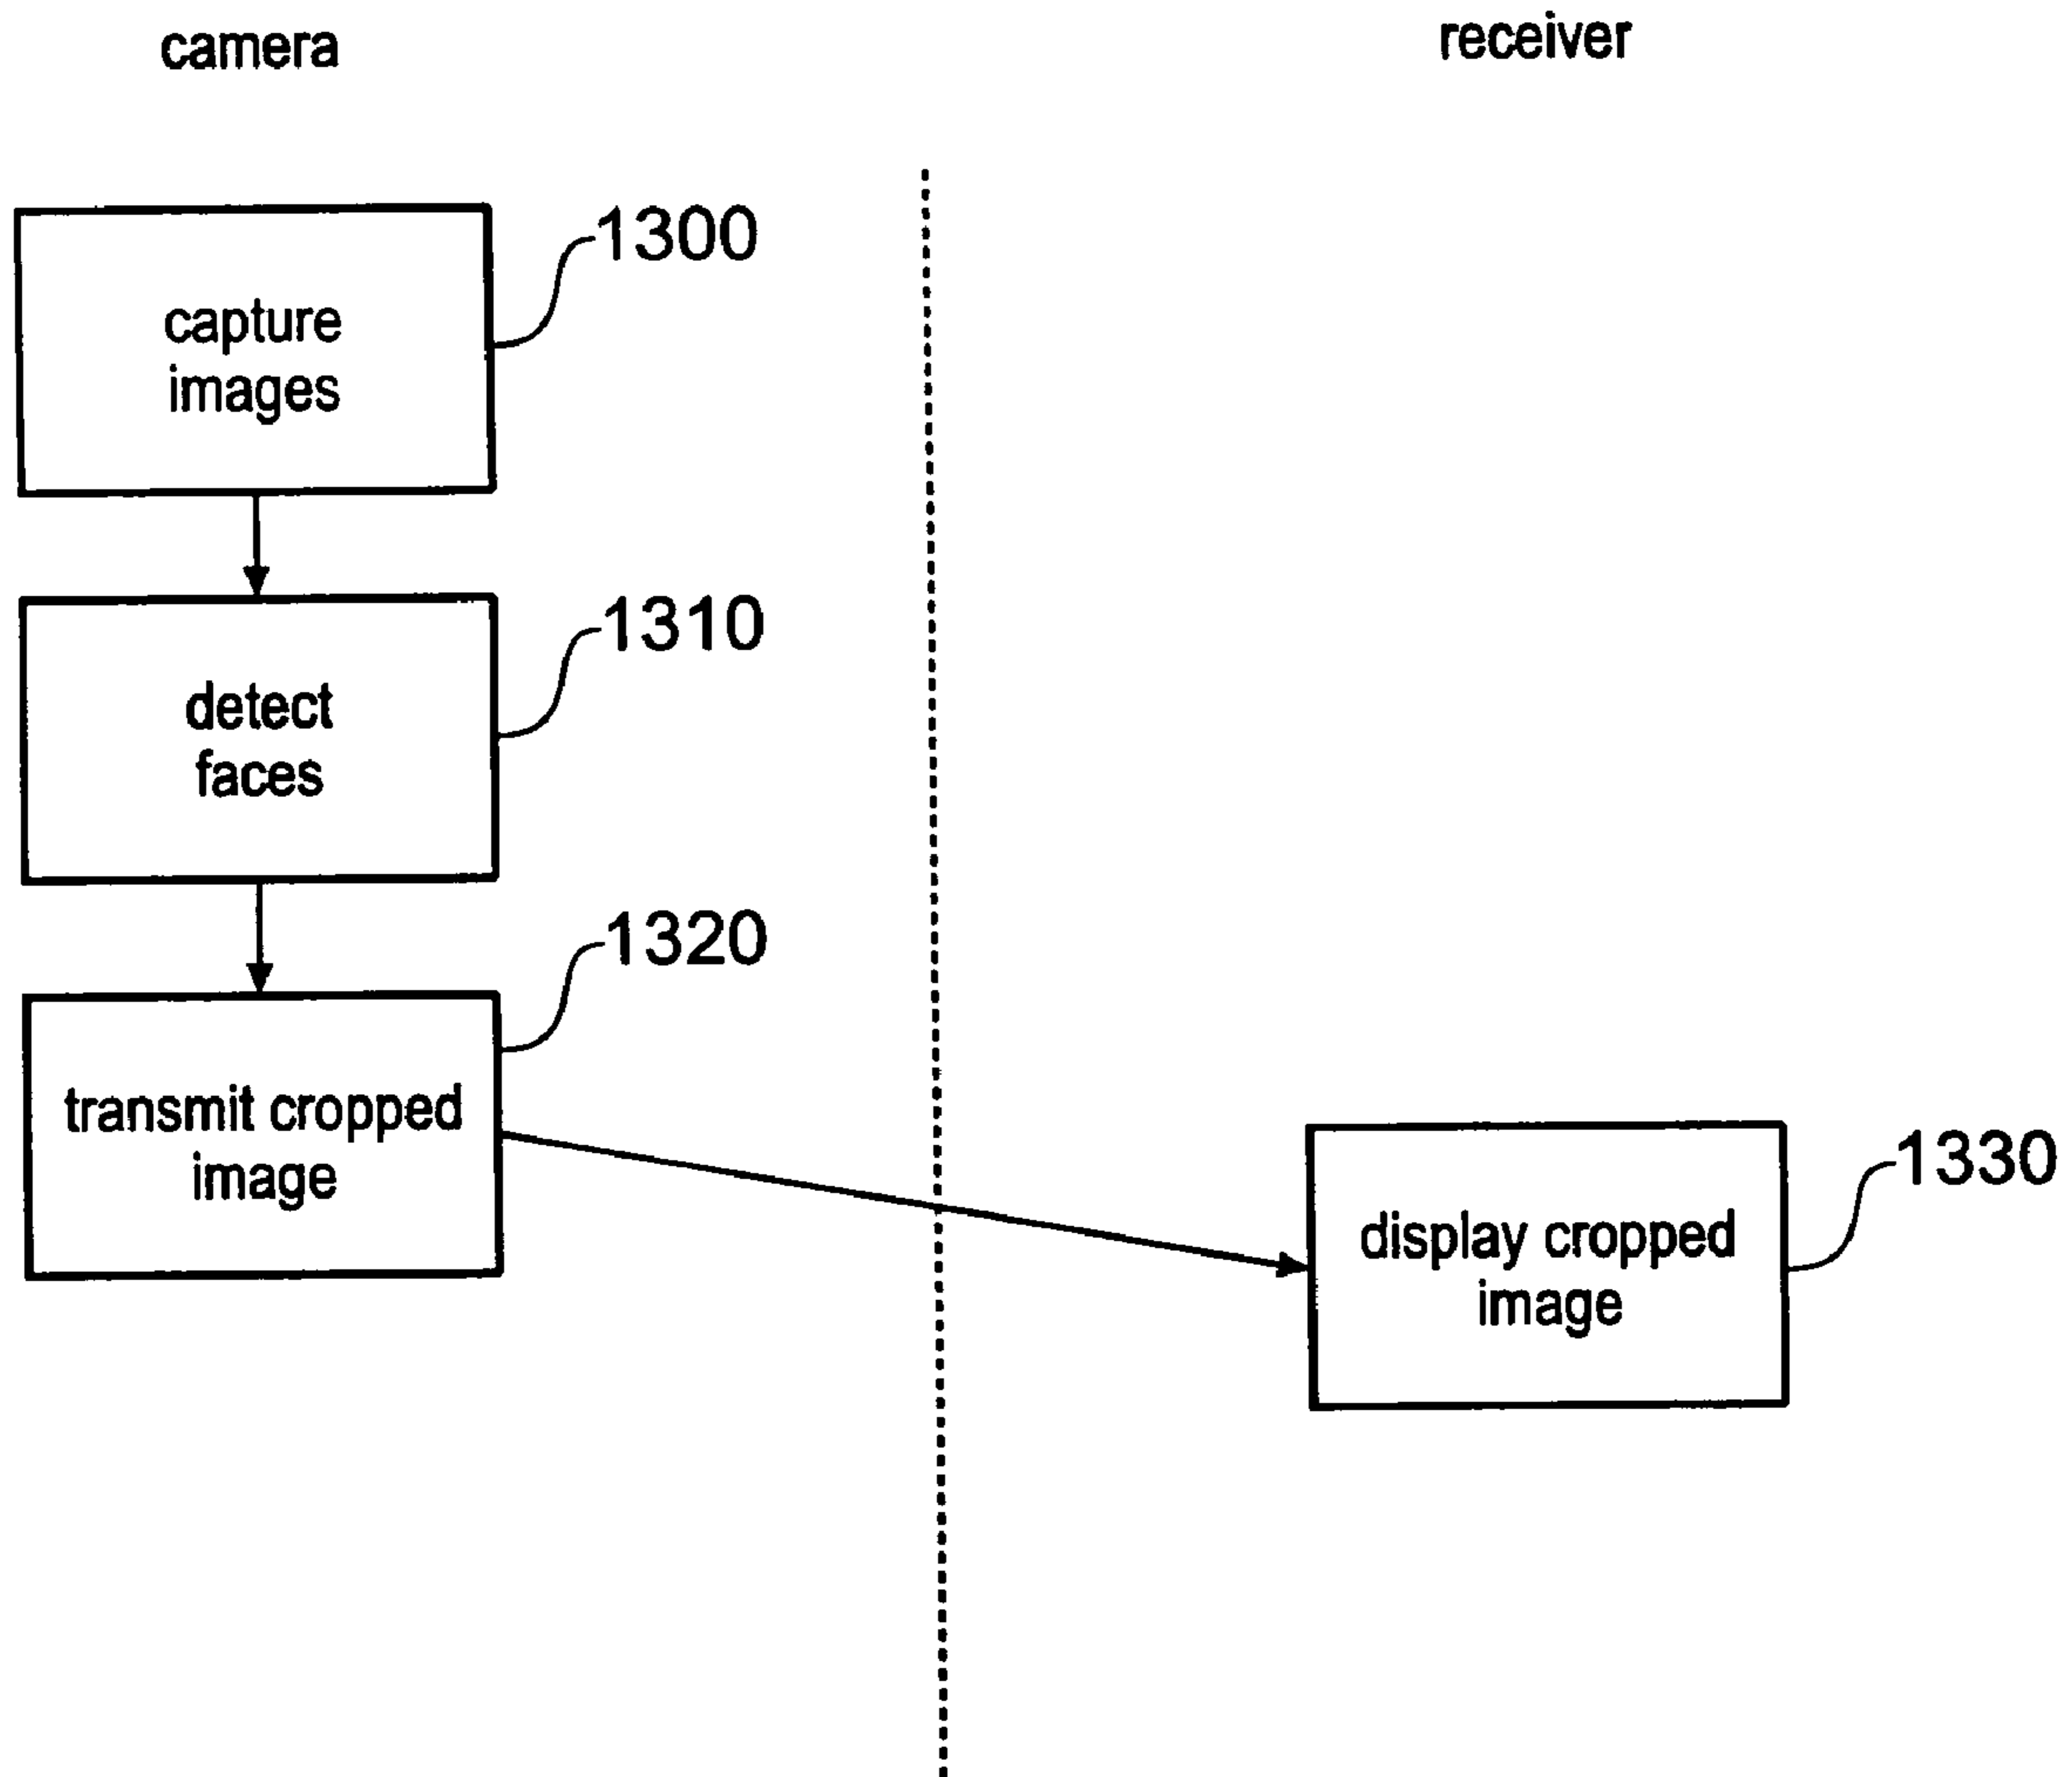 camera
receiver
1300
capture
images
1310
detect
faces
1320
transmit cropped
image
1330
display cropped
image